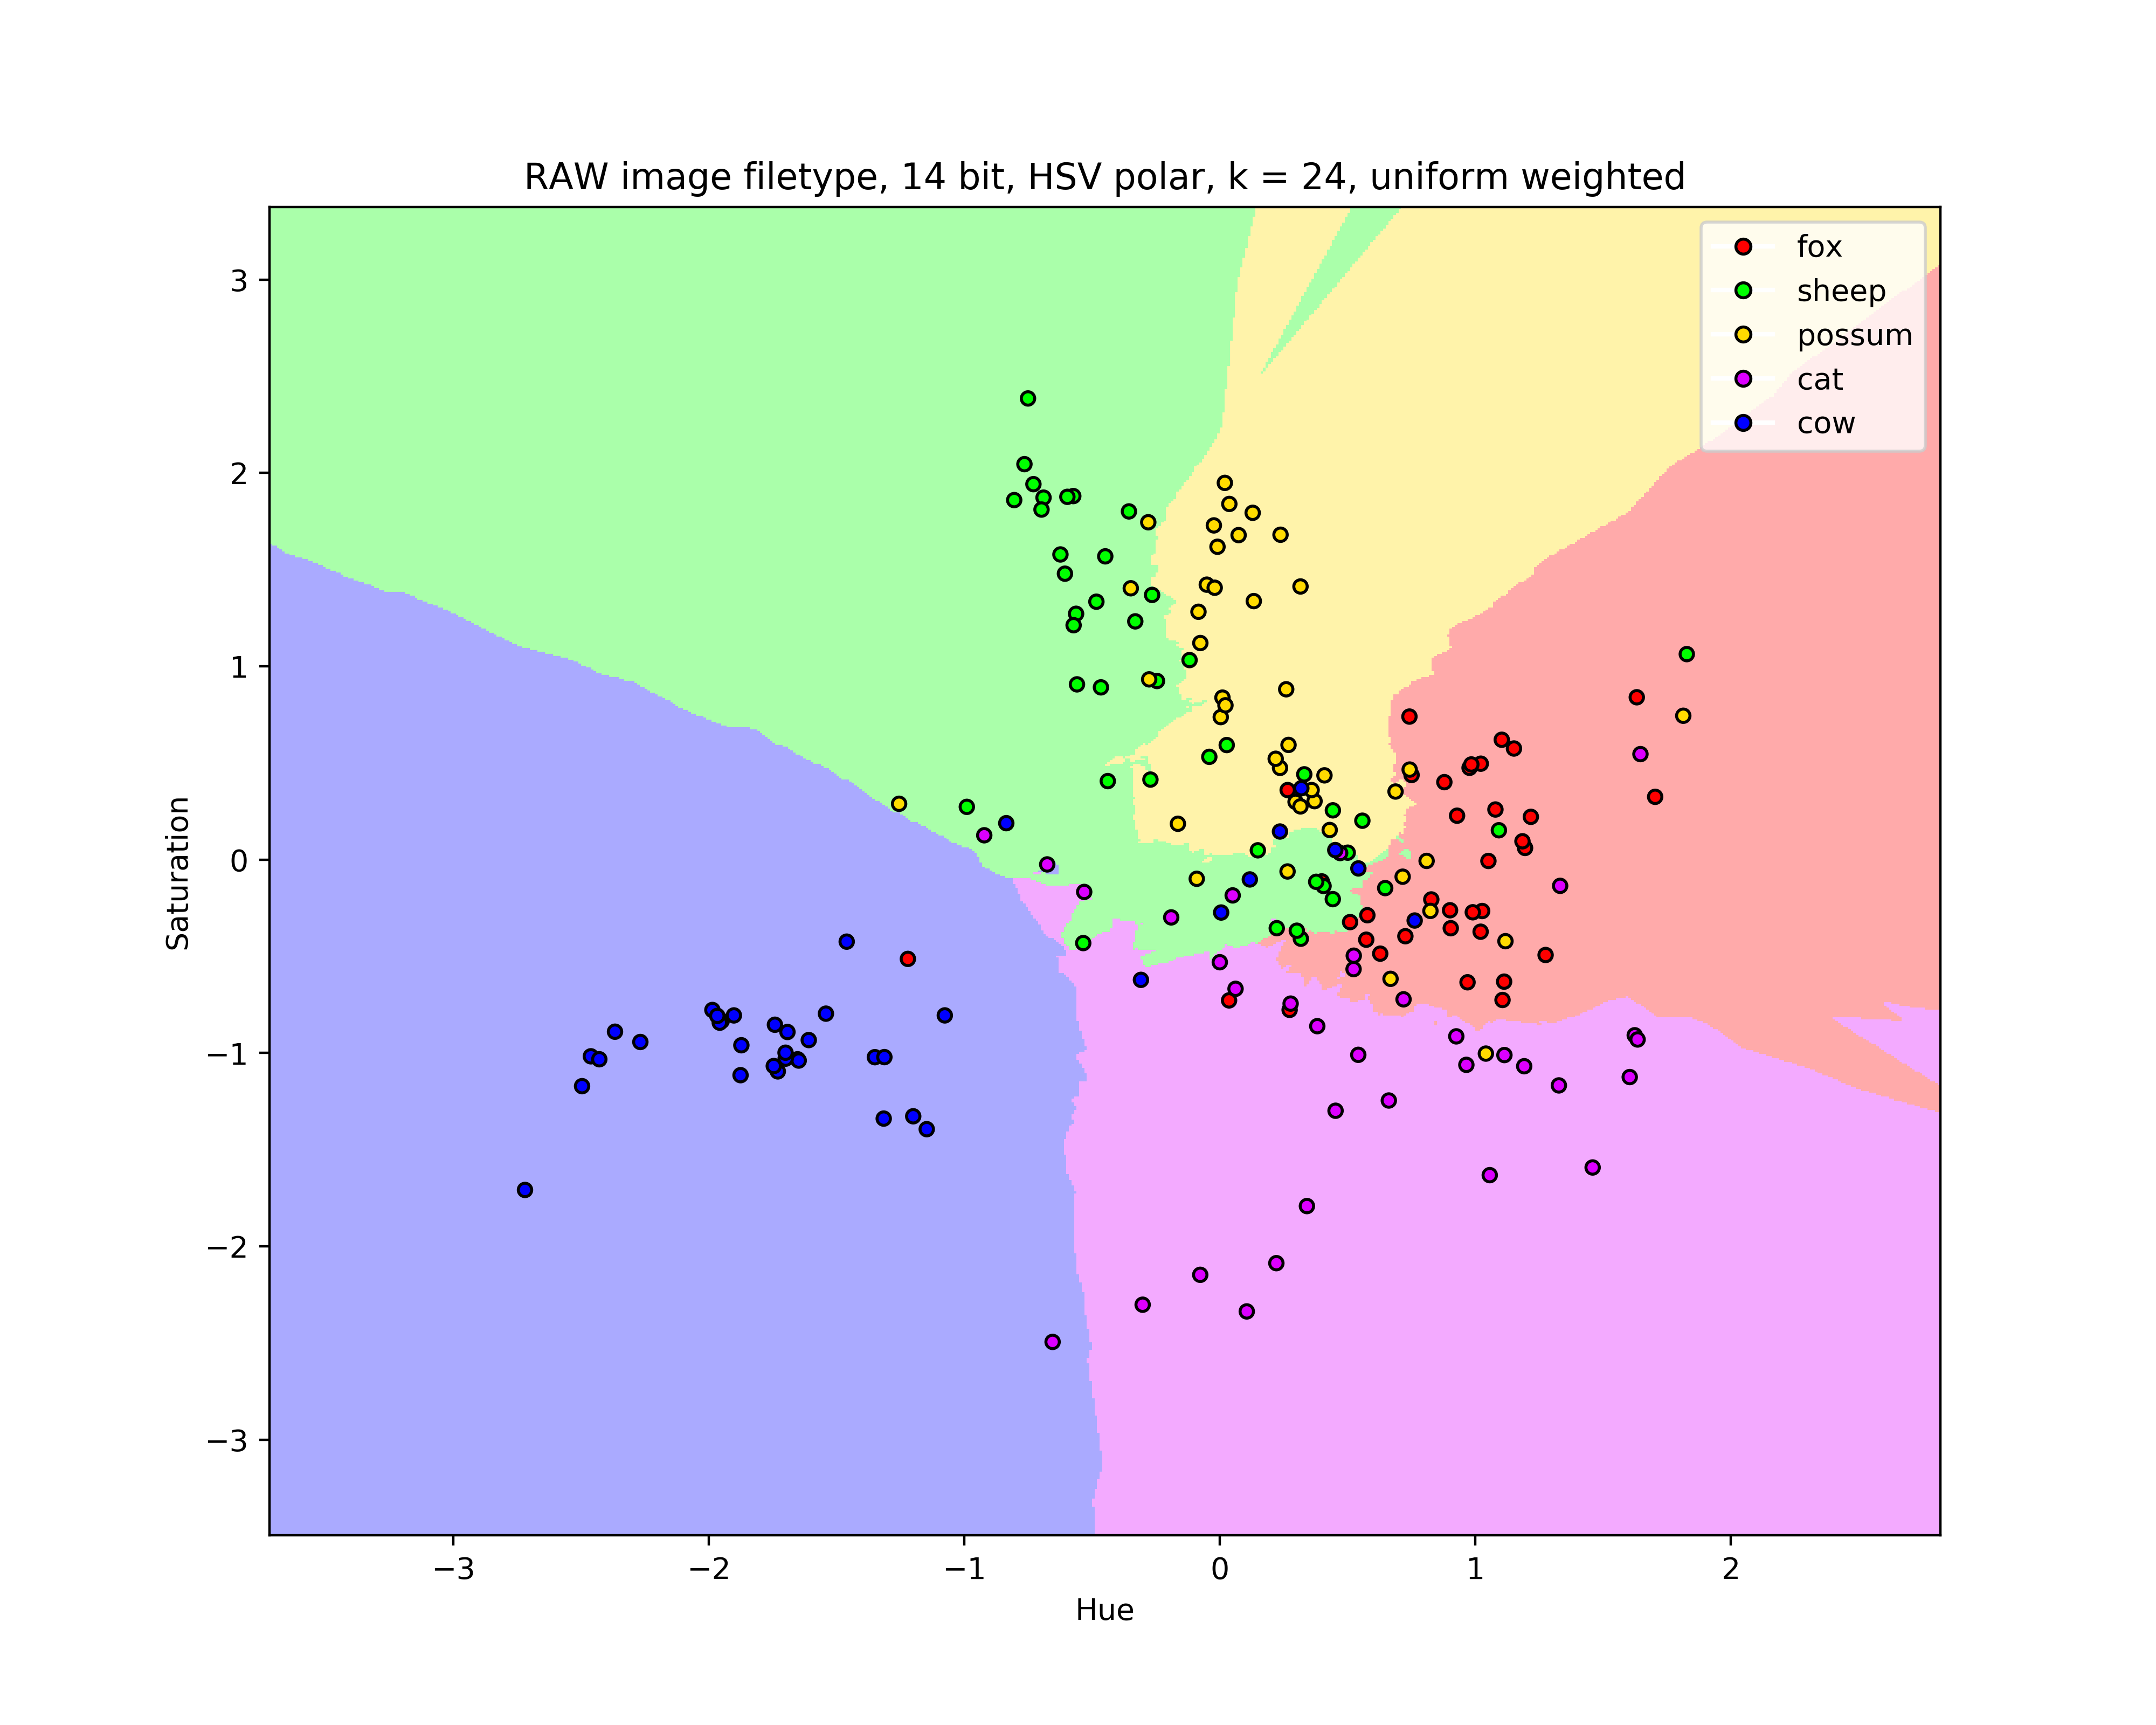 RAW image filetype, 14 bit, HSV polar, k = 24, uniform weighted
fox
sheep
possum
cat
cow
3
2
1
0
−1
−2
−3
Saturation
−3
−2
−1
0
1
2
Hue